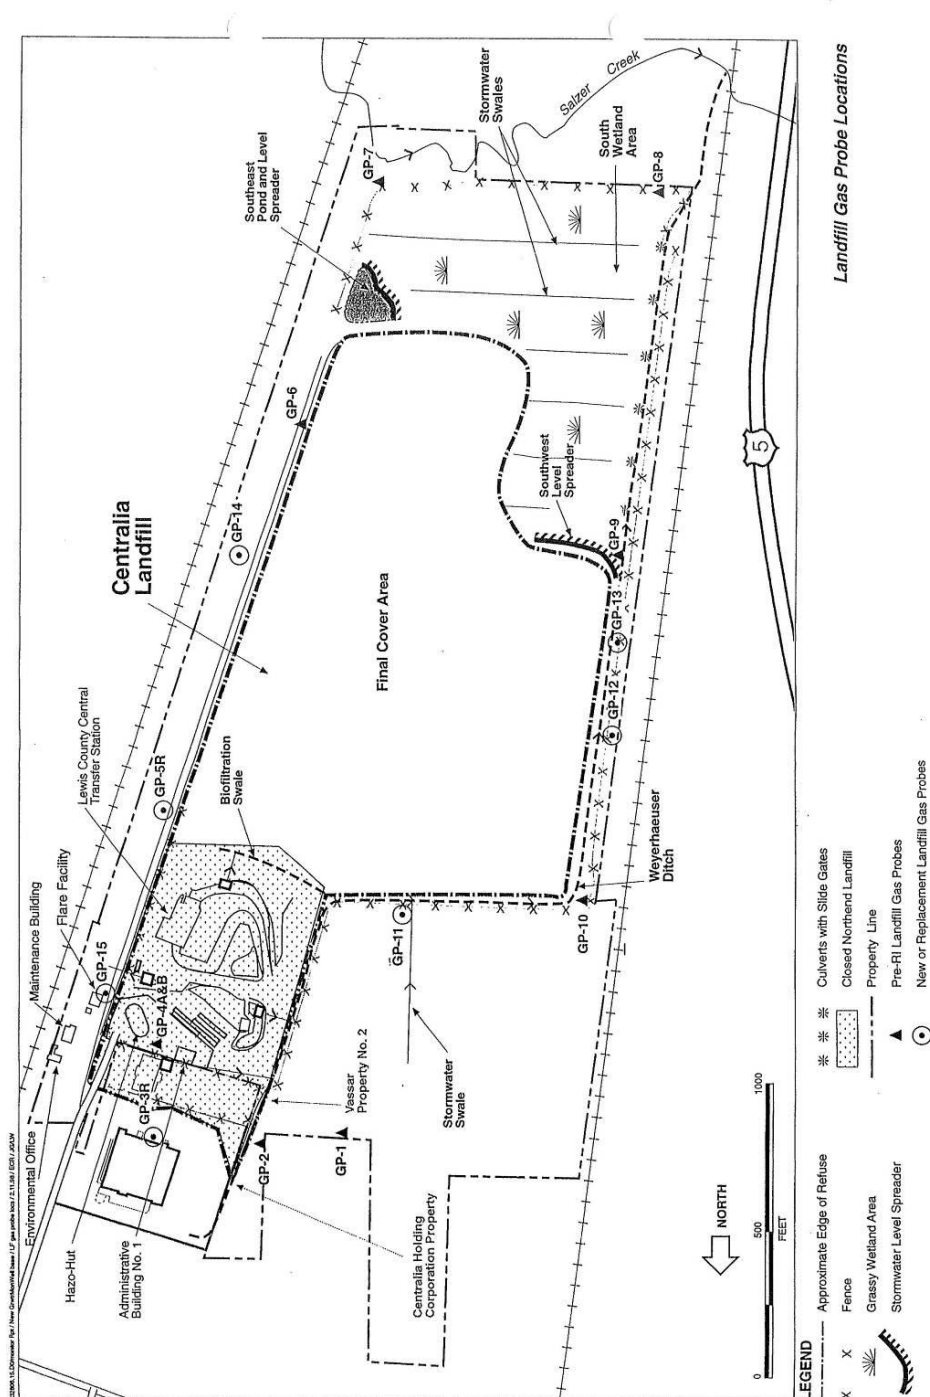 Landfill Gas Probe Locations
Centralia
Landfill
Final Cover Area
Environmental Office
Maintenance Building
Flare Facility
Lewis County Central
Transfer Station
Biofiltration
Swale
Southeast
Pond and Level
Spreader
Stormwater
Swales
Salzer Creek
South
Wetland
Area
Southwest
Level
Spreader
Weyerhaeuser
Ditch
Stormwater
Swale
Vassar
Property No. 2
Centralia Holding
Corporation Property
Administrative
Building No. 1
Hazo-Hut
GP-1
GP-2
GP-3R
GP-4A&B
GP-15
GP-5R
GP-14
GP-6
GP-7
GP-8
GP-9
GP-13
GP-12
GP-10
GP-11
5
NORTH
0 500 1000
FEET
LEGEND
Approximate Edge of Refuse
X X Fence
Grassy Wetland Area
Stormwater Level Spreader
Culverts with Slide Gates
Closed Northend Landfill
Property Line
Pre-RI Landfill Gas Probes
New or Replacement Landfill Gas Probes